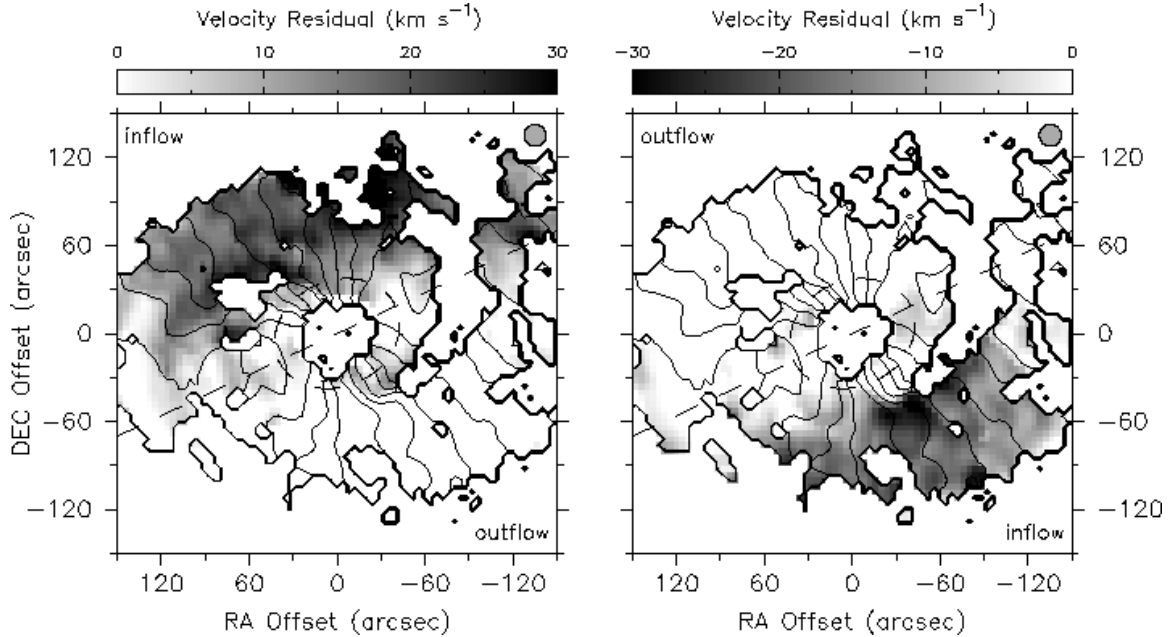 Velocity Residual (km s⁻¹) Velocity Residual (km s⁻¹)
0 10 20 30 −30 −20 −10 0
inflow outflow
120 120
60 60
0 0
−60 −60
−120 −120
DEC Offset (arcsec)
outflow inflow
120 60 0 −60 −120 120 60 0 −60 −120
RA Offset (arcsec) RA Offset (arcsec)